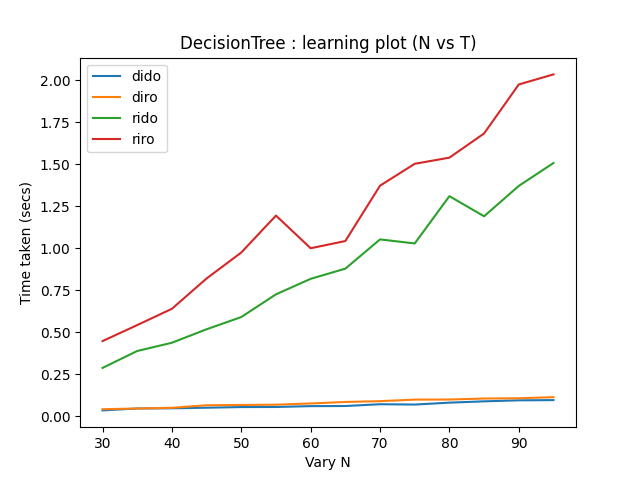 DecisionTree : learning plot (N vs T)
dido
diro
rido
riro
2.00
1.75
1.50
1.25
1.00
0.75
0.50
0.25
0.00
Time taken (secs)
30 40 50 60 70 80 90
Vary N